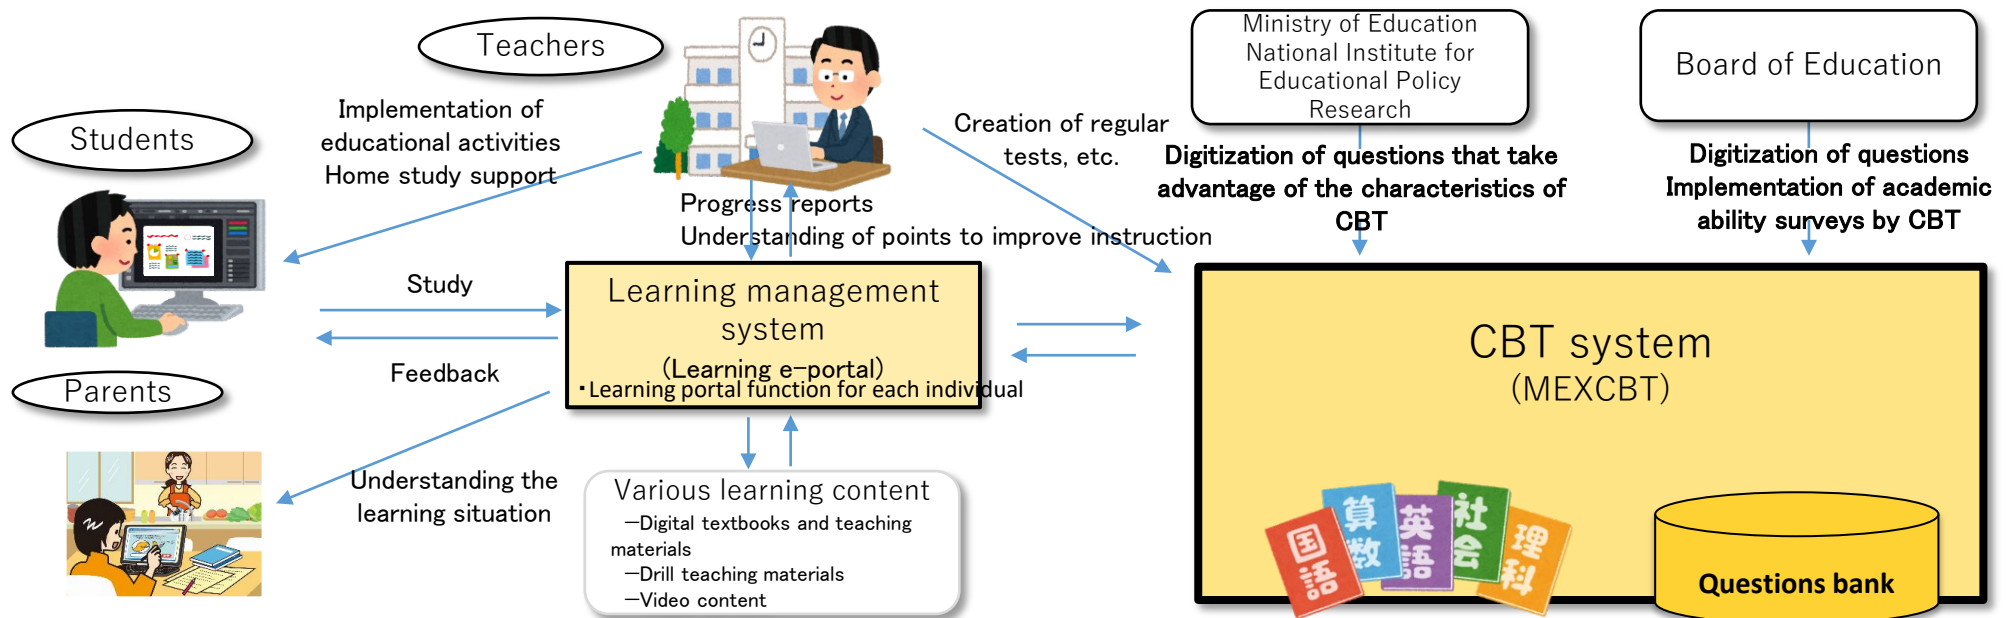 Teachers
Students
Implementation of
educational activities
Home study support
Creation of regular
tests, etc.
Ministry of Education
National Institute for
Educational Policy
Research
Board of Education
Digitization of questions that take
advantage of the characteristics of
CBT
Digitization of questions
Implementation of academic
ability surveys by CBT
Progress reports
Understanding of points to improve instruction
Study
Feedback
Learning management
system
(Learning e-portal)
・Learning portal function for each individual
CBT system
(MEXCBT)
Parents
Understanding the
learning situation
Various learning content
—Digital textbooks and teaching
materials
—Drill teaching materials
—Video content
国語
算数
英語
社会
理科
Questions bank